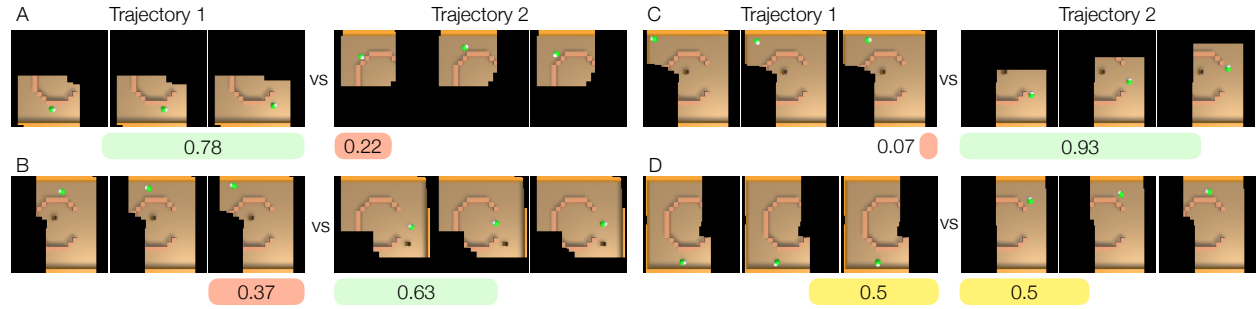 A Trajectory 1 Trajectory 2
vs
0.78 0.22
B
vs
0.37 0.63
C Trajectory 1 Trajectory 2
vs
0.07 0.93
D
vs
0.5 0.5